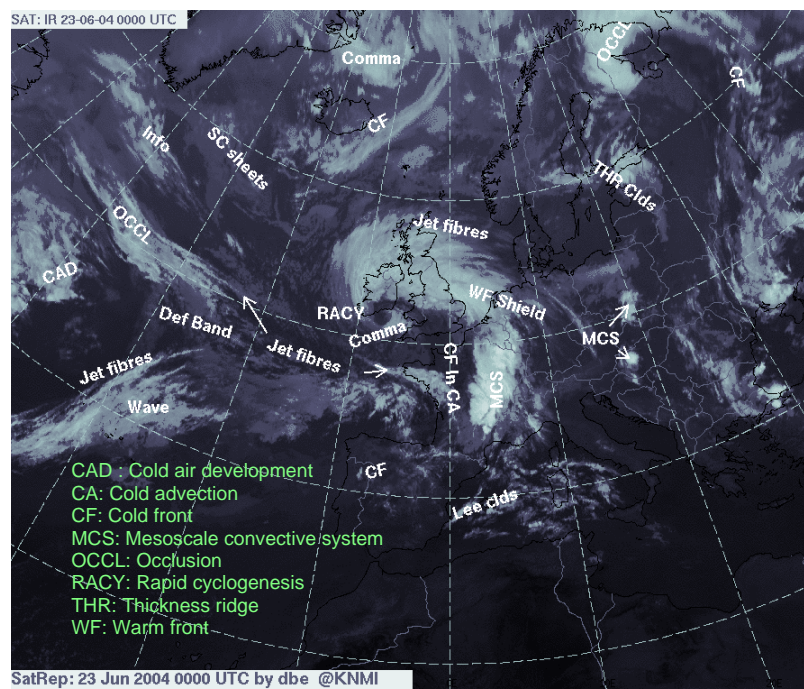 SAT: IR 23-06-04 0000 UTC
Comma
OCCL
CF
CF
Info
SC sheets
THR Clds
OCCL
Jet fibres
CAD
RACY
WF Shield
Def Band
Comma
MCS
Jet fibres
Jet fibres
CF In CA
MCS
Wave
CF
CAD : Cold air development
CA: Cold advection
CF: Cold front
Lee clds
MCS: Mesoscale convective system
OCCL: Occlusion
RACY: Rapid cyclogenesis
THR: Thickness ridge
WF: Warm front
SatRep: 23 Jun 2004 0000 UTC by dbe @KNMI